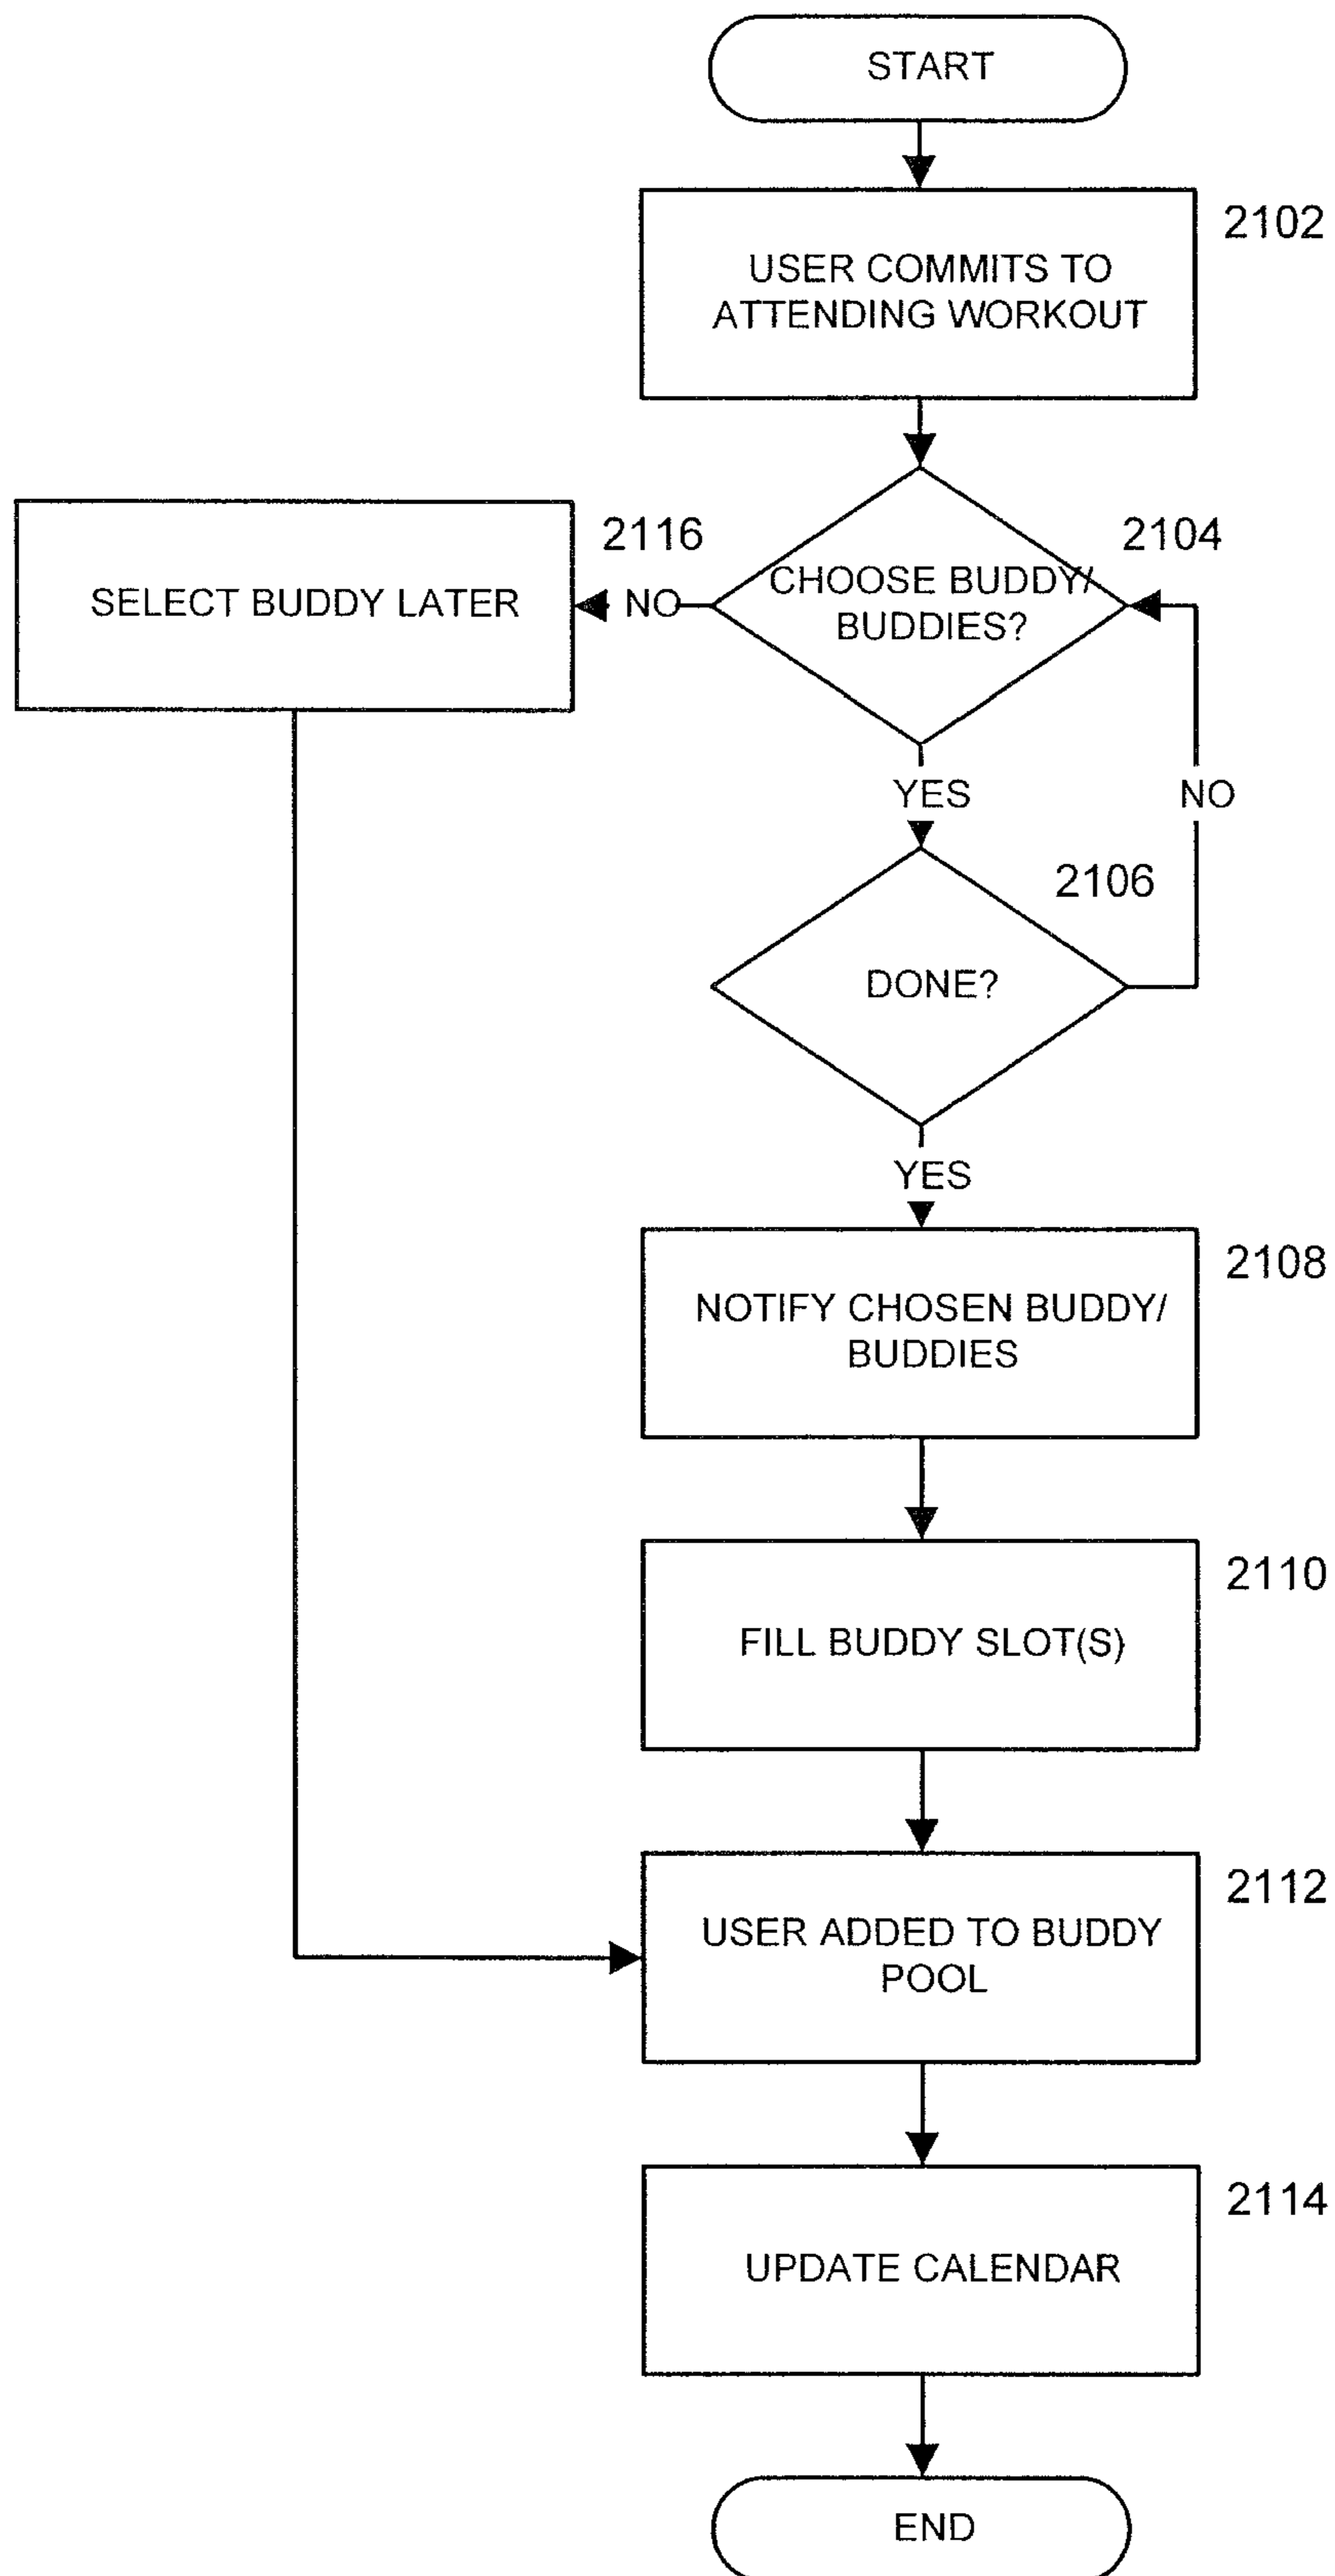 START
2102
USER COMMITS TO
ATTENDING WORKOUT
2116
2104
SELECT BUDDY LATER
NO
CHOOSE BUDDY/
BUDDIES?
YES
NO
2106
DONE?
YES
2108
NOTIFY CHOSEN BUDDY/
BUDDIES
2110
FILL BUDDY SLOT(S)
2112
USER ADDED TO BUDDY
POOL
2114
UPDATE CALENDAR
END